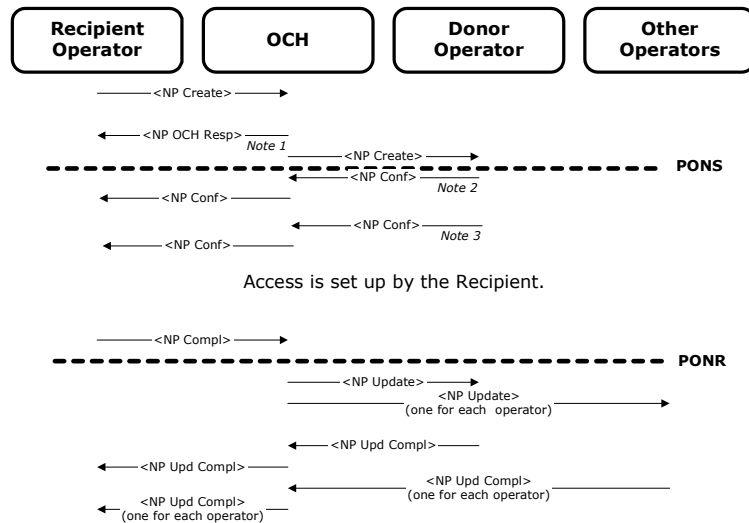 Recipient
Operator
OCH
Donor
Operator
Other
Operators
<NP Create>
<NP OCH Resp>
Note 1
<NP Create>
PONS
<NP Conf>
Note 2
<NP Conf>
<NP Conf>
Note 3
<NP Conf>
Access is set up by the Recipient.
<NP Compl>
PONR
<NP Update>
<NP Update>
(one for each operator)
<NP Upd Compl>
<NP Upd Compl>
<NP Upd Compl>
(one for each operator)
<NP Upd Compl>
(one for each operator)